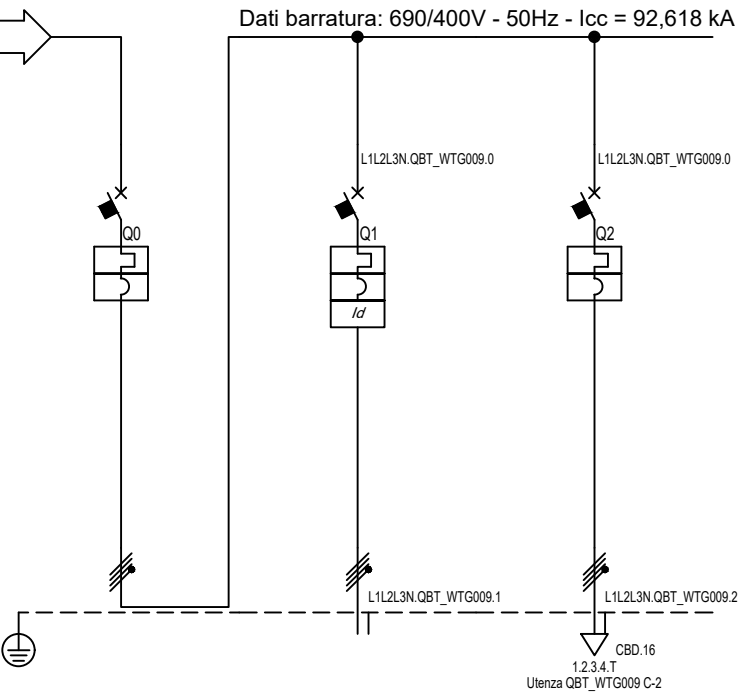 Dati barratura: 690/400V - 50Hz - Icc = 92,618 kA
L1L2L3N.QBT_WTG009.0
L1L2L3N.QBT_WTG009.0
Q0
Q1
Q2
Id
L1L2L3N.QBT_WTG009.1
L1L2L3N.QBT_WTG009.2
CBD.16
1.2.3.4.T
Utenza QBT_WTG009 C-2